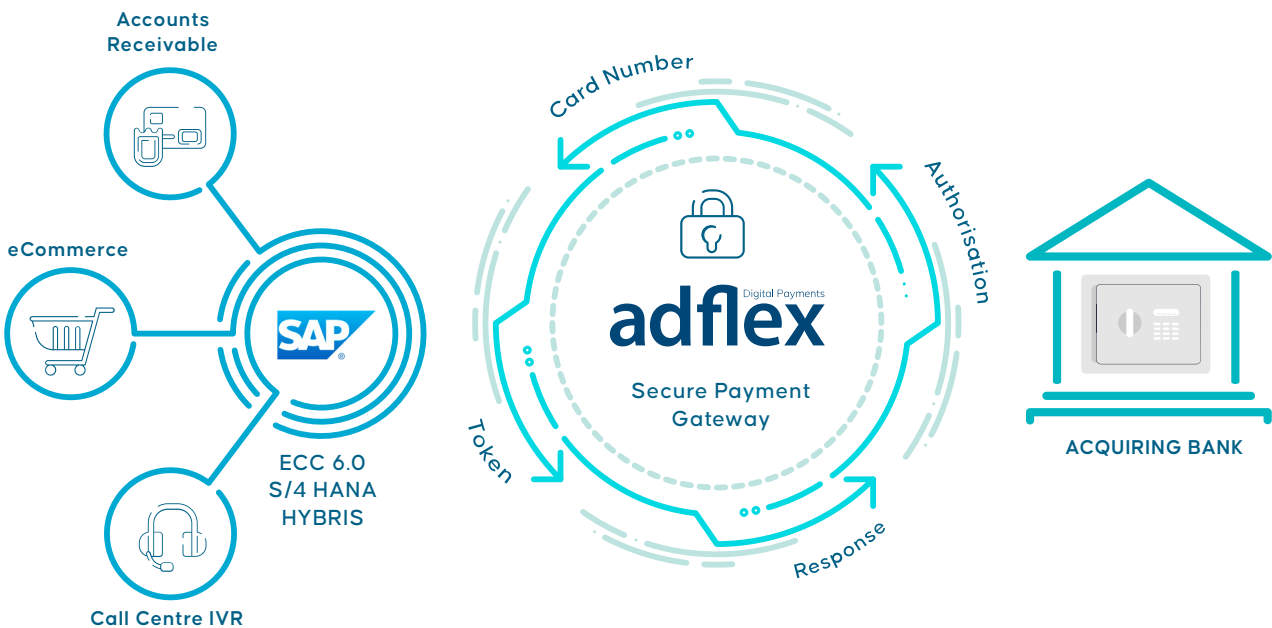 Accounts
Receivable
eCommerce
SAP
®
ECC 6.0
S/4 HANA
HYBRIS
Call Centre IVR
Card Number
Authorisation
Digital Payments
adflex
Secure Payment
Gateway
Token
Response
ACQUIRING BANK